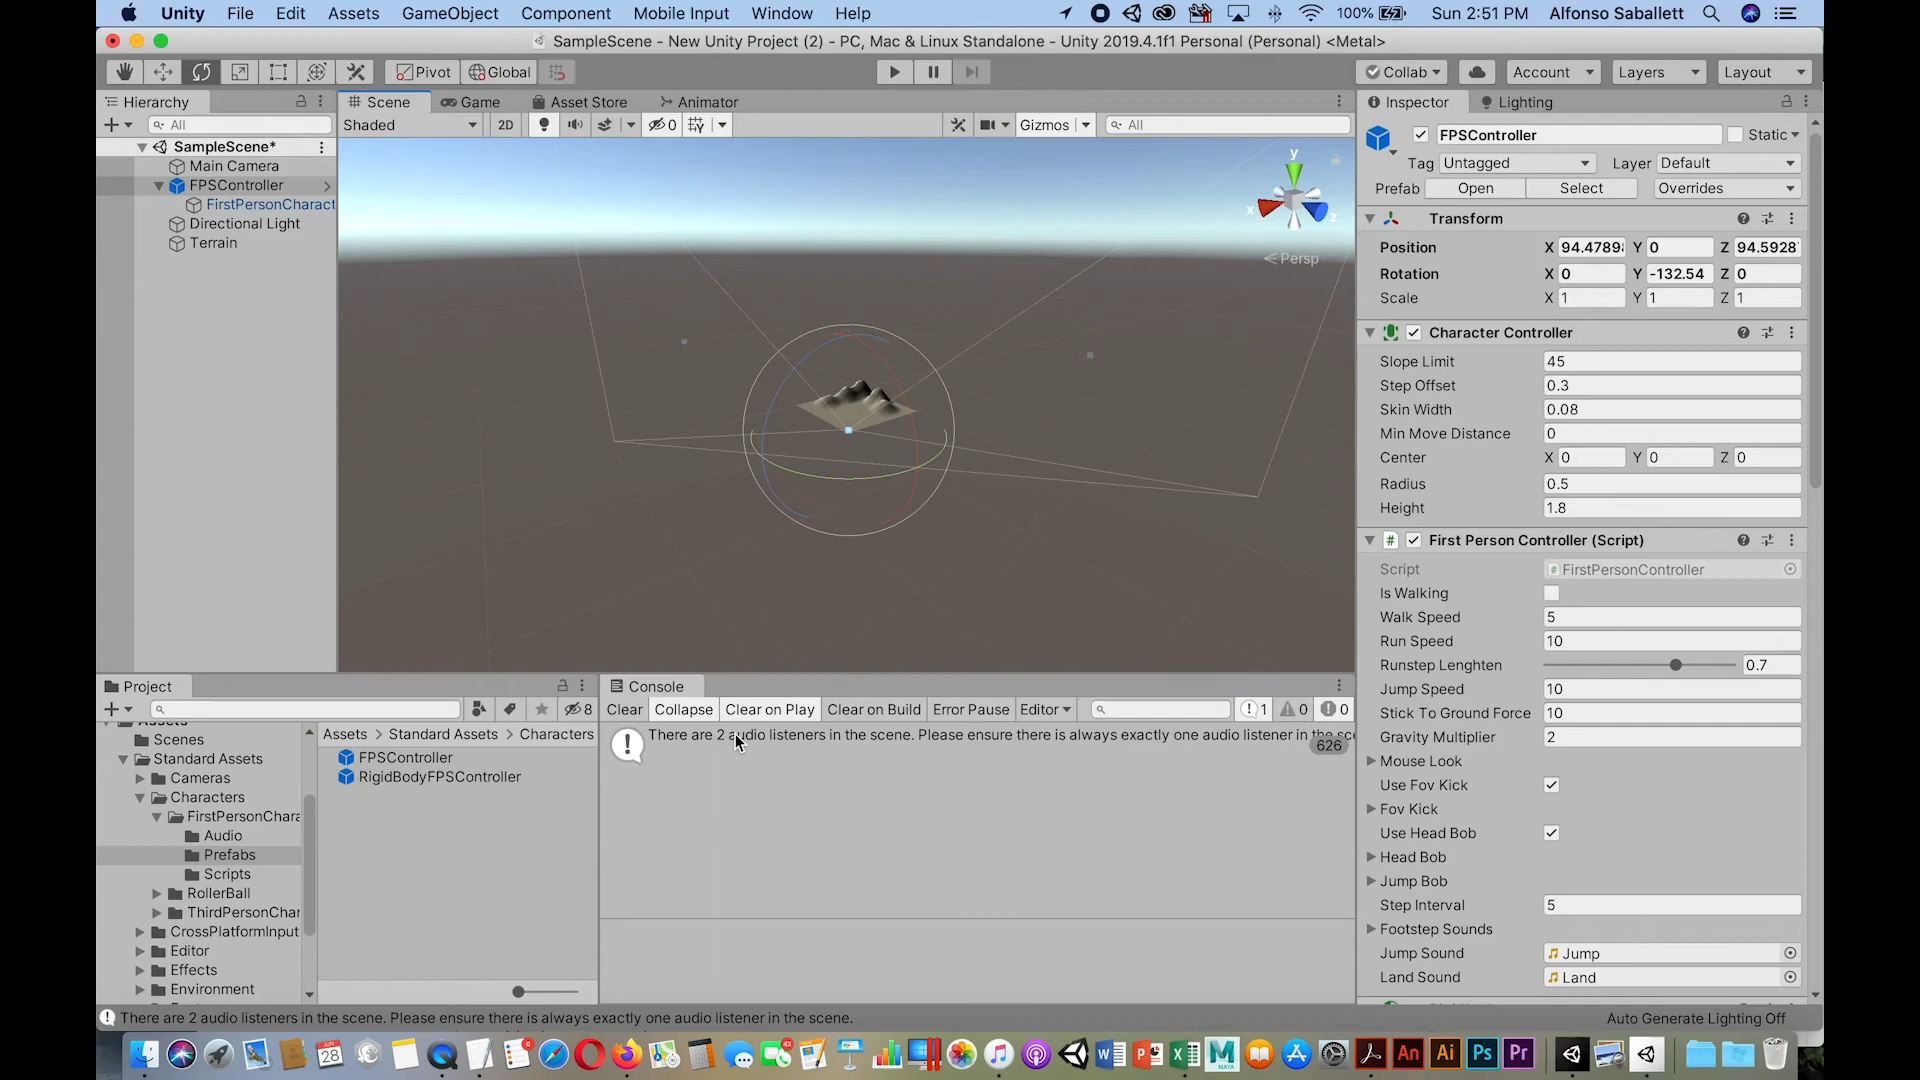 Unity File Edit Assets GameObject Component Mobile Input Window Help 100% Sun 2:51 PM Alfonso Saballett
SampleScene - New Unity Project (2) - PC, Mac & Linux Standalone - Unity 2019.4.1f1 Personal (Personal) <Metal>
Pivot Global Collab Account Layers Layout
Hierarchy Scene Game Asset Store Animator Inspector Lighting
All Shaded 2D 0 Gizmos All
SampleScene*
Main Camera
FPSController
FirstPersonCharact
Directional Light
Terrain
y
x
z
Persp
FPSController Static
Tag Untagged Layer Default
Prefab Open Select Overrides
Transform
Position X 94.4789 Y 0 Z 94.5928
Rotation X 0 Y -132.54 Z 0
Scale X 1 Y 1 Z 1
Character Controller
Slope Limit 45
Step Offset 0.3
Skin Width 0.08
Min Move Distance 0
Center X 0 Y 0 Z 0
Radius 0.5
Height 1.8
# First Person Controller (Script)
Script # FirstPersonController
Is Walking
Walk Speed 5
Run Speed 10
Runstep Lenghten 0.7
Jump Speed 10
Stick To Ground Force 10
Gravity Multiplier 2
Mouse Look
Use Fov Kick
Fov Kick
Use Head Bob
Head Bob
Jump Bob
Step Interval 5
Footstep Sounds
Jump Sound Jump
Land Sound Land
Project
8
Assets
Scenes
Standard Assets
Cameras
Characters
FirstPersonChara
Audio
Prefabs
Scripts
RollerBall
ThirdPersonChar
CrossPlatformInput
Editor
Effects
Environment
Assets > Standard Assets > Characters
FPSController
RigidBodyFPSController
Console
Clear Collapse Clear on Play Clear on Build Error Pause Editor 1 0 0
There are 2 audio listeners in the scene. Please ensure there is always exactly one audio listener in the sc
626
There are 2 audio listeners in the scene. Please ensure there is always exactly one audio listener in the scene.
Auto Generate Lighting Off
JUN
28
8
43
W P X M MAYA An Ai Ps Pr